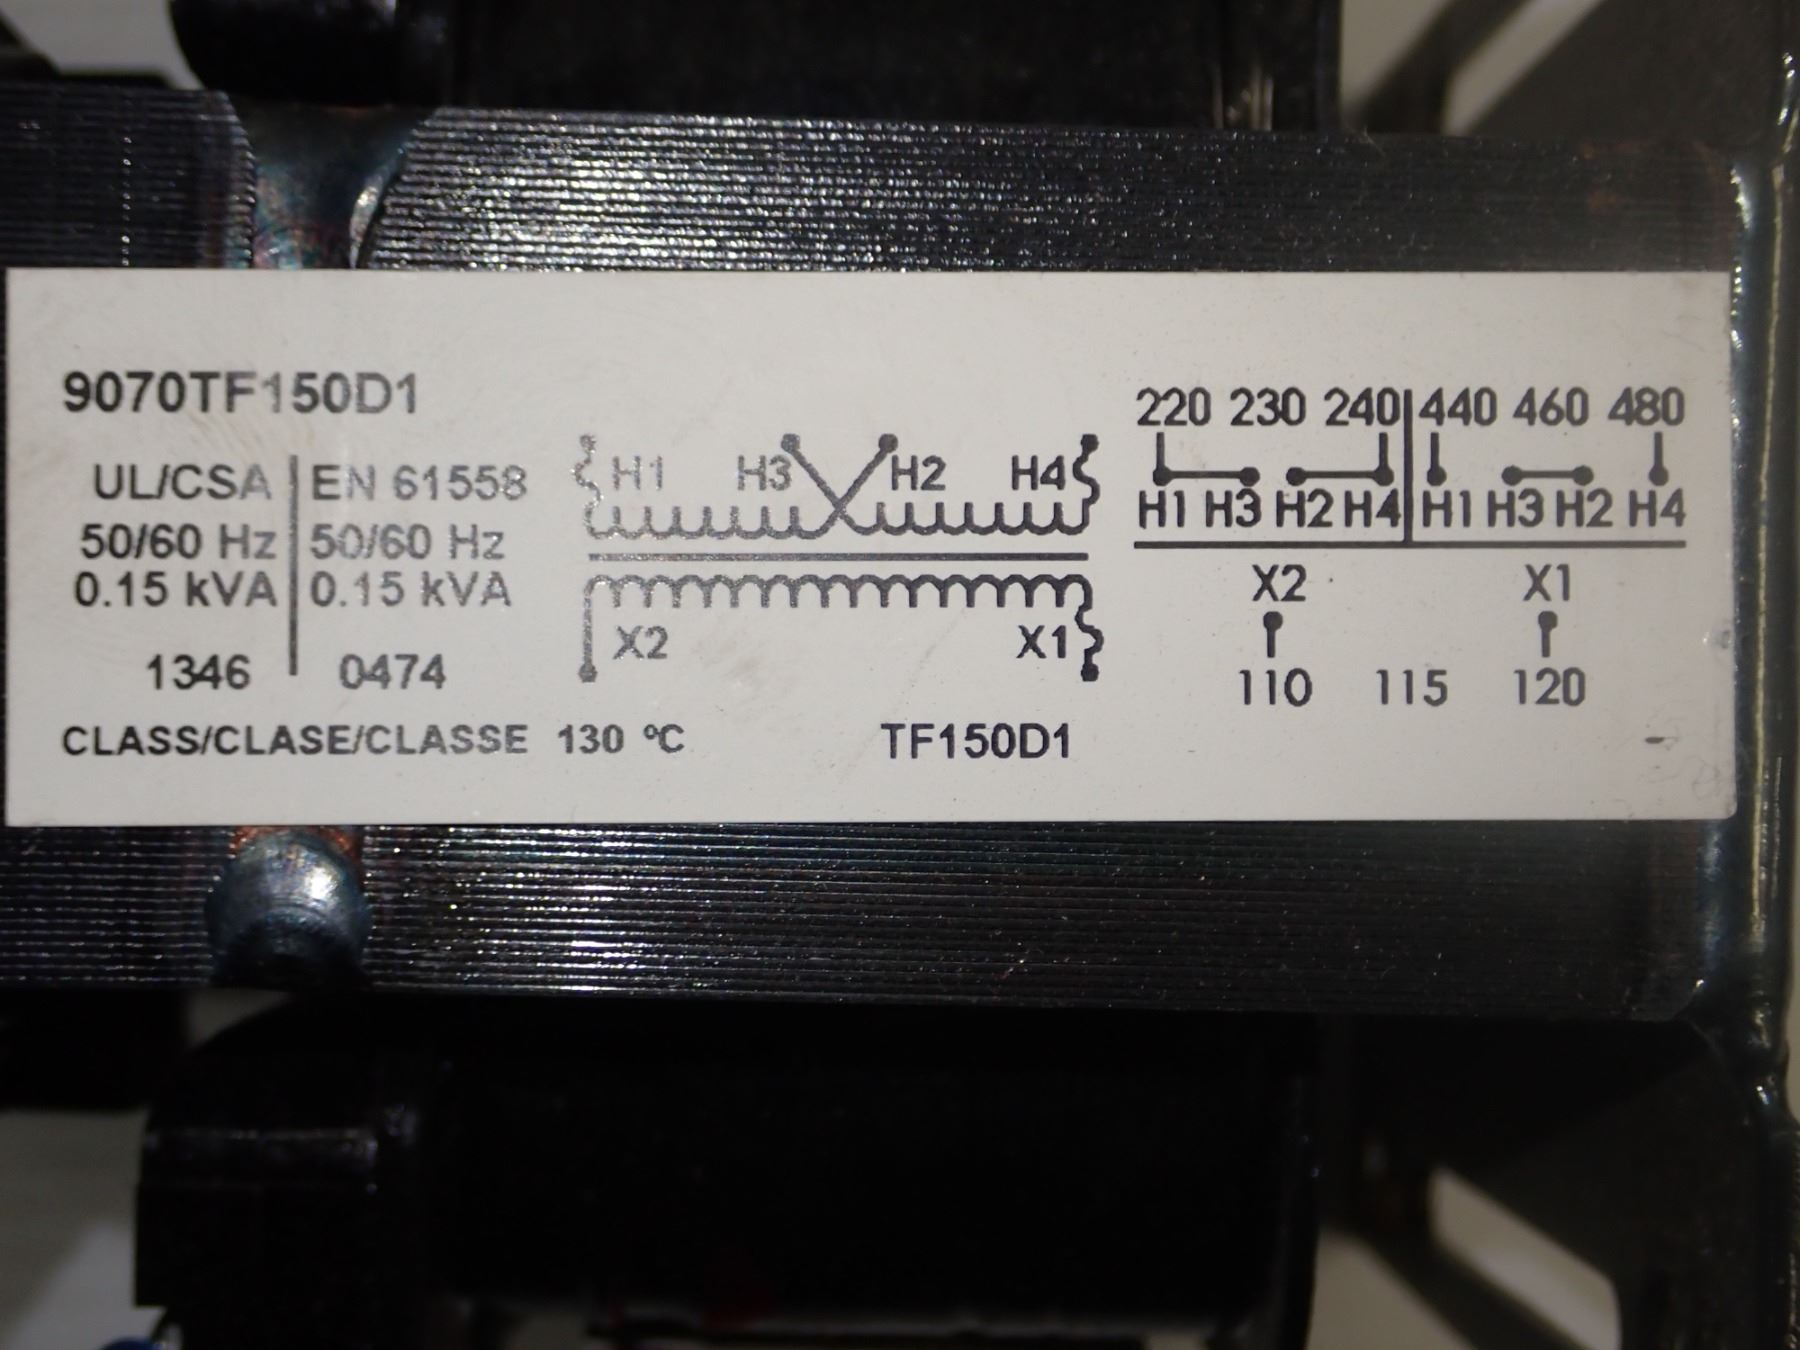 9070TF150D1
UL/CSA EN 61558
50/60 Hz 50/60 Hz
0.15 kVA 0.15 kVA
1346 0474
CLASS/CLASE/CLASSE 130 ºC
H1 H3 H2 H4
X2 X1
TF150D1
220 230 240 440 460 480
H1 H3 H2 H4 H1 H3 H2 H4
X2 X1
110 115 120